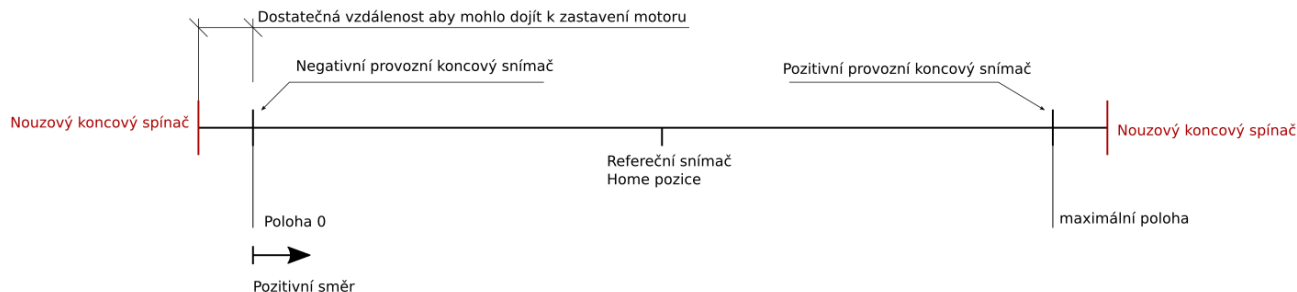 Dostatečná vzdálenost aby mohlo dojít k zastavení motoru
Negativní provozní koncový snímač
Pozitivní provozní koncový snímač
Nouzový koncový spínač
Nouzový koncový spínač
Refereční snímač
Home pozice
Poloha 0
maximální poloha
Pozitivní směr